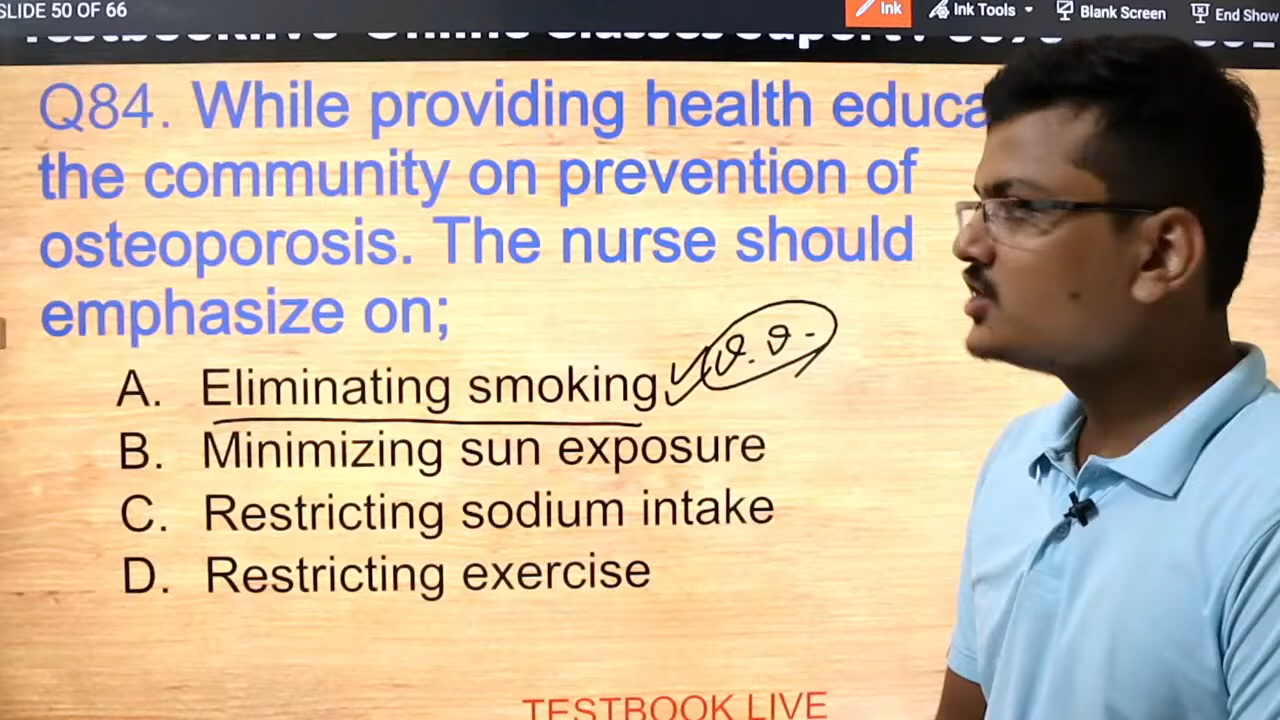 SLIDE 50 OF 66
Ink
Ink Tools
Blank Screen
End Show
Q84. While providing health educa
the community on prevention of
osteoporosis. The nurse should
emphasize on;
A. Eliminating smoking
B. Minimizing sun exposure
C. Restricting sodium intake
D. Restricting exercise
TESTBOOK LIVE